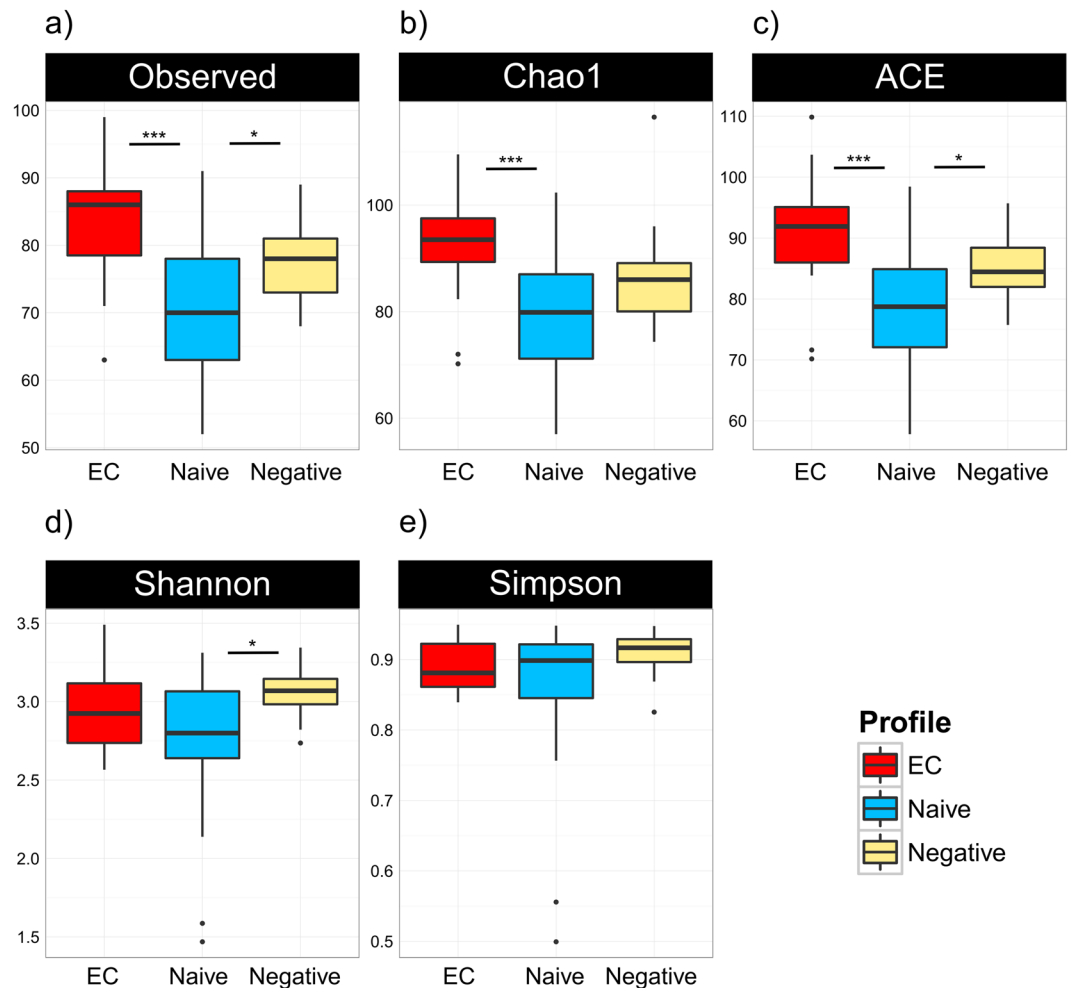 a)
Observed
100
90
80
70
60
50
***
*
EC Naive Negative
b)
Chao1
100
80
60
***
EC Naive Negative
c)
ACE
110
100
90
80
70
60
***
*
EC Naive Negative
d)
Shannon
3.5
3.0
2.5
2.0
1.5
*
EC Naive Negative
e)
Simpson
0.9
0.8
0.7
0.6
0.5
EC Naive Negative
Profile
EC
Naive
Negative